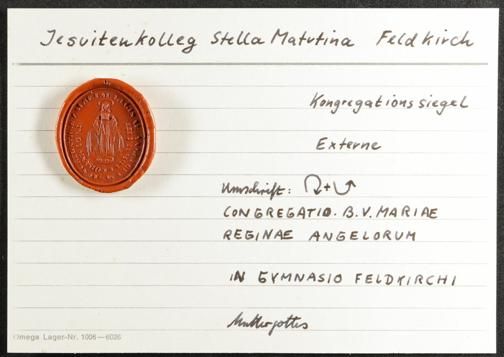 Jesuitenkolleg Stella Matutina Feldkirch
Kongregationssiegel
Externe
Umschrift: +
CONGREGATIO. B.V. MARIAE
REGINAE ANGELORUM
IN GYMNASIO FELDKIRCHI
Muttergottes
Omega Lager-Nr. 1006—6026